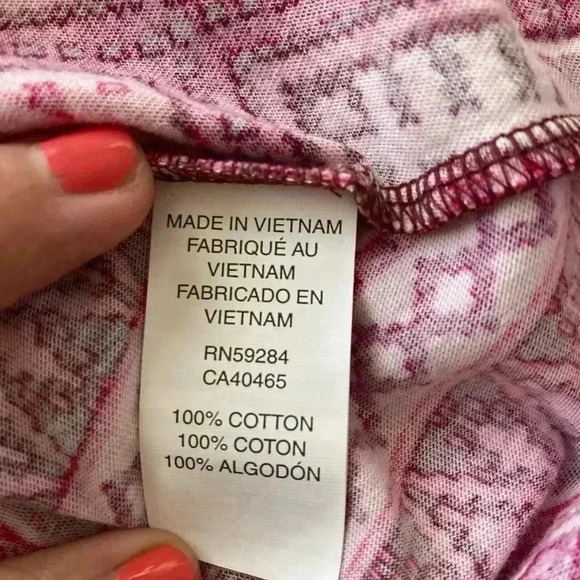 MADE IN VIETNAM
FABRIQUÉ AU
VIETNAM
FABRICADO EN
VIETNAM
RN59284
CA40465
100% COTTON
100% COTON
100% ALGODÓN